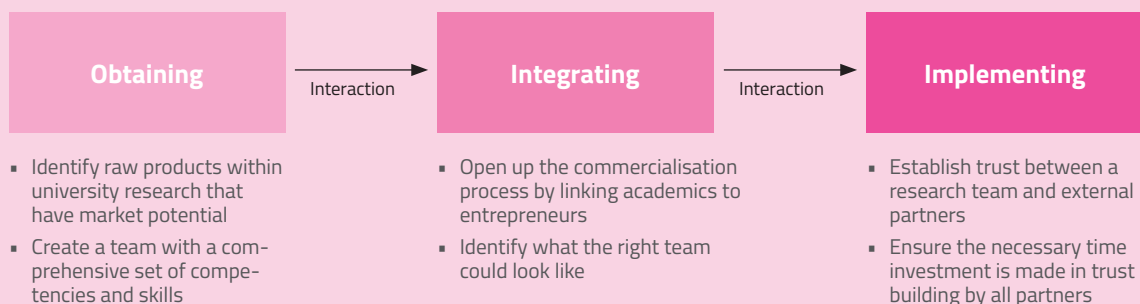 Obtaining
Interaction
Integrating
Interaction
Implementing
▪ Identify raw products within
university research that
have market potential
▪ Create a team with a com-
prehensive set of compe-
tencies and skills
▪ Open up the commercialisation
process by linking academics to
entrepreneurs
▪ Identify what the right team
could look like
▪ Establish trust between a
research team and external
partners
▪ Ensure the necessary time
investment is made in trust
building by all partners